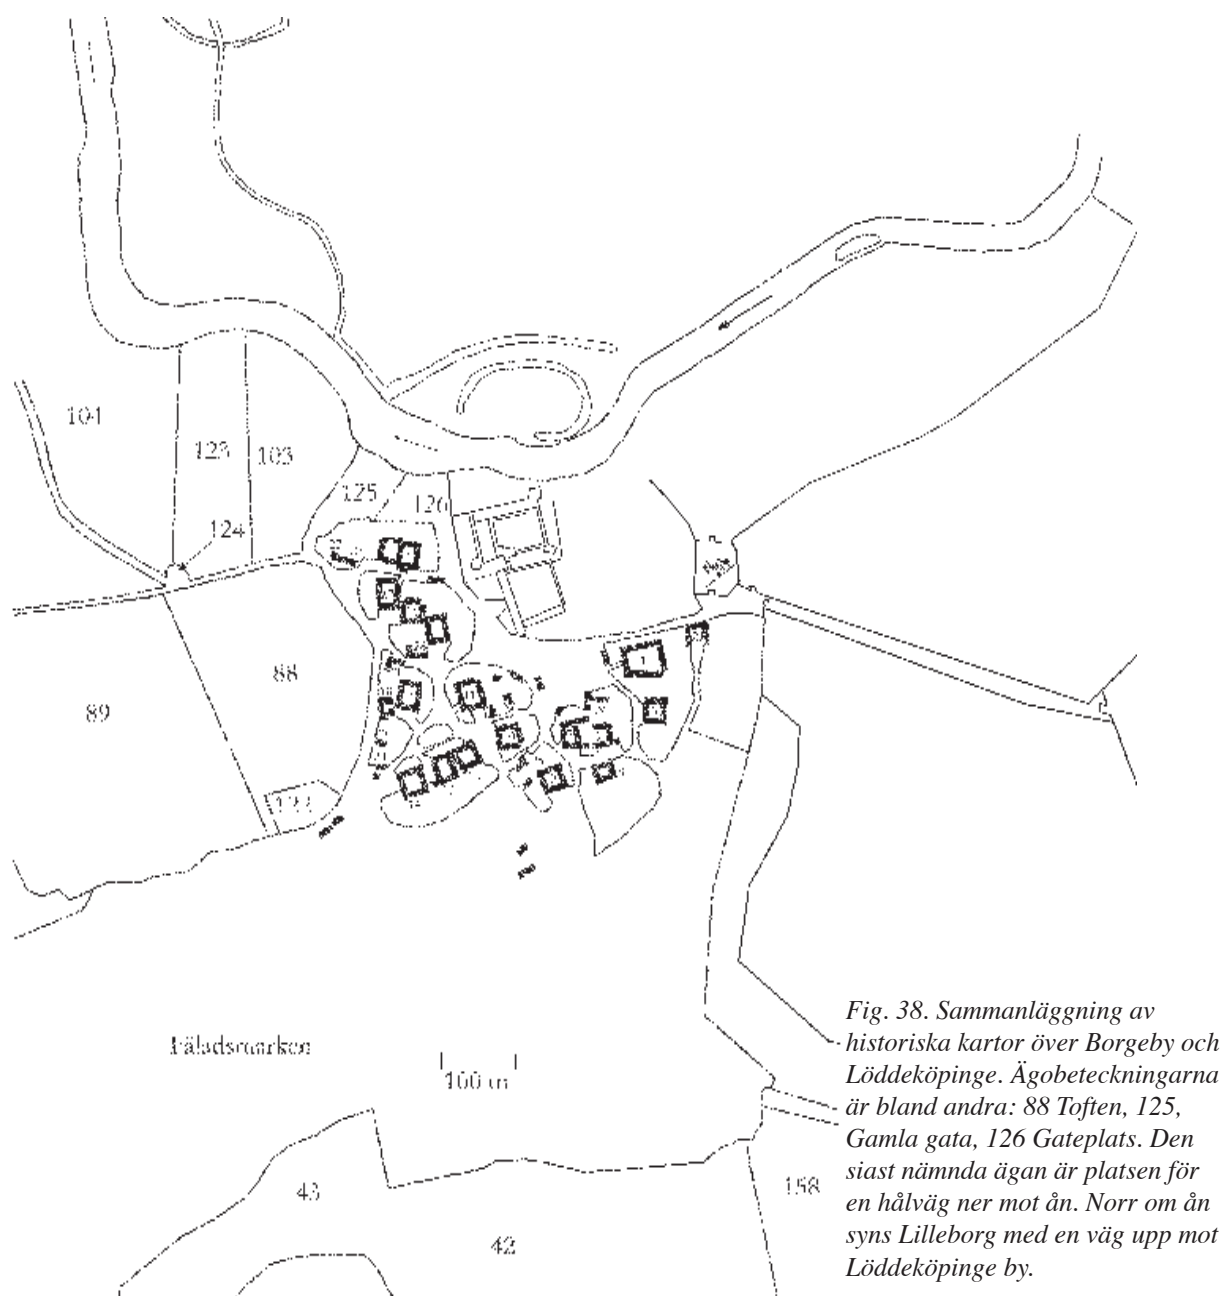 104
123
103
125
126
124
88
89
122
Fäladsmarken
100 m
43
42
158
Fig. 38. Sammanläggning av
historiska kartor över Borgeby och
Löddeköpinge. Ägobeteckningarna
är bland andra: 88 Toften, 125,
Gamla gata, 126 Gateplats. Den
siast nämnda ägan är platsen för
en hålväg ner mot ån. Norr om ån
syns Lilleborg med en väg upp mot
Löddeköpinge by.